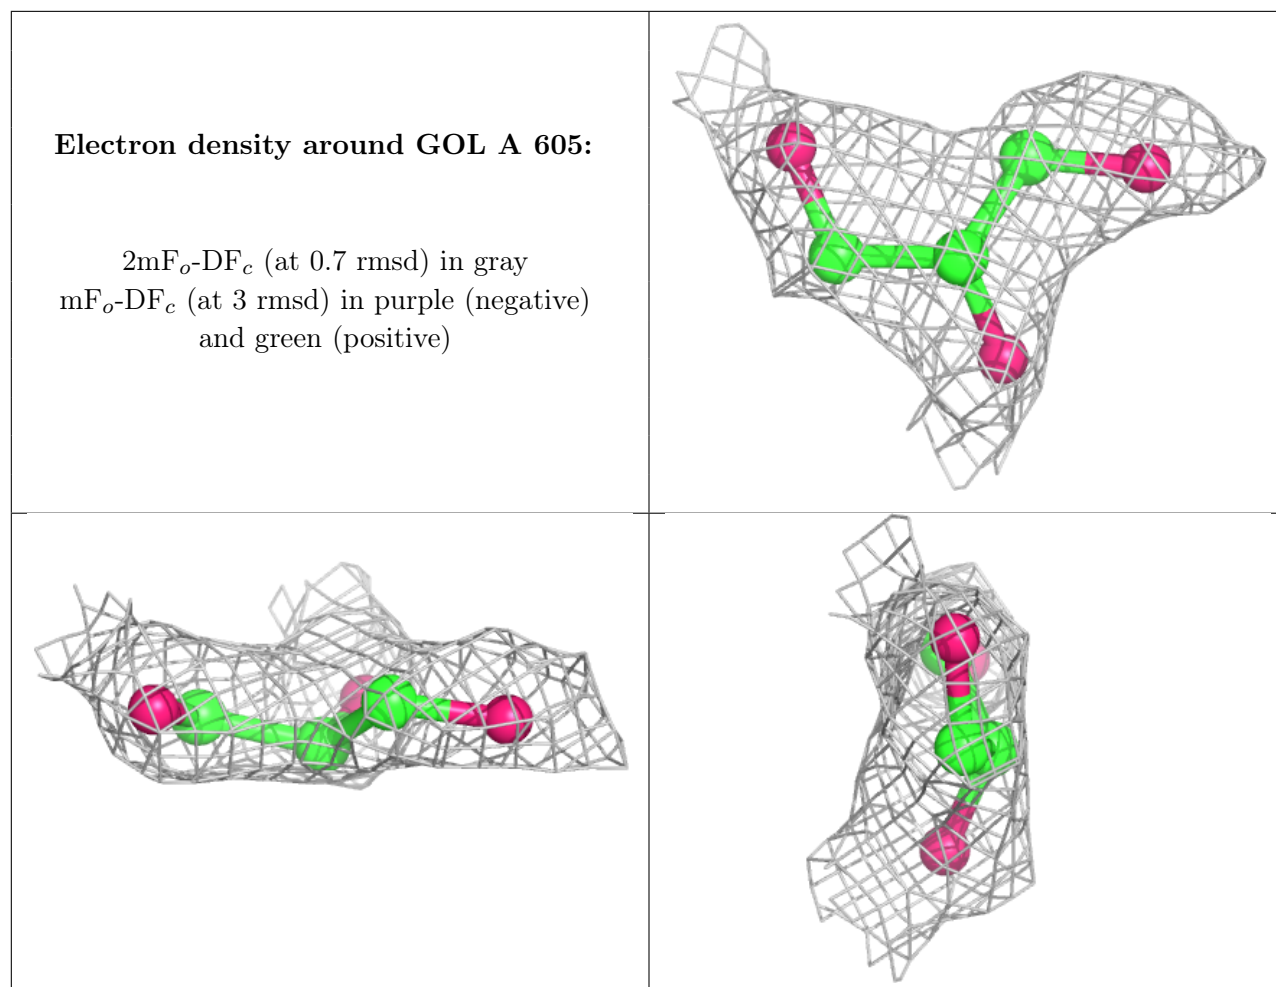 Electron density around GOL A 605:
2mFₒ-DF𝒸 (at 0.7 rmsd) in gray
mFₒ-DF𝒸 (at 3 rmsd) in purple (negative)
and green (positive)